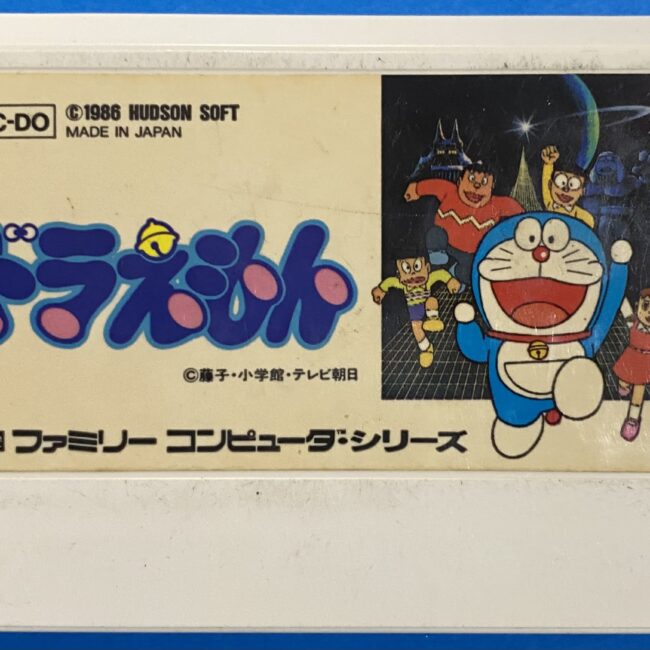 C-DO ©1986 HUDSON SOFT
MADE IN JAPAN
ドラえもん
©藤子・小学館・テレビ朝日
ファミリー コンピュータ・シリーズ